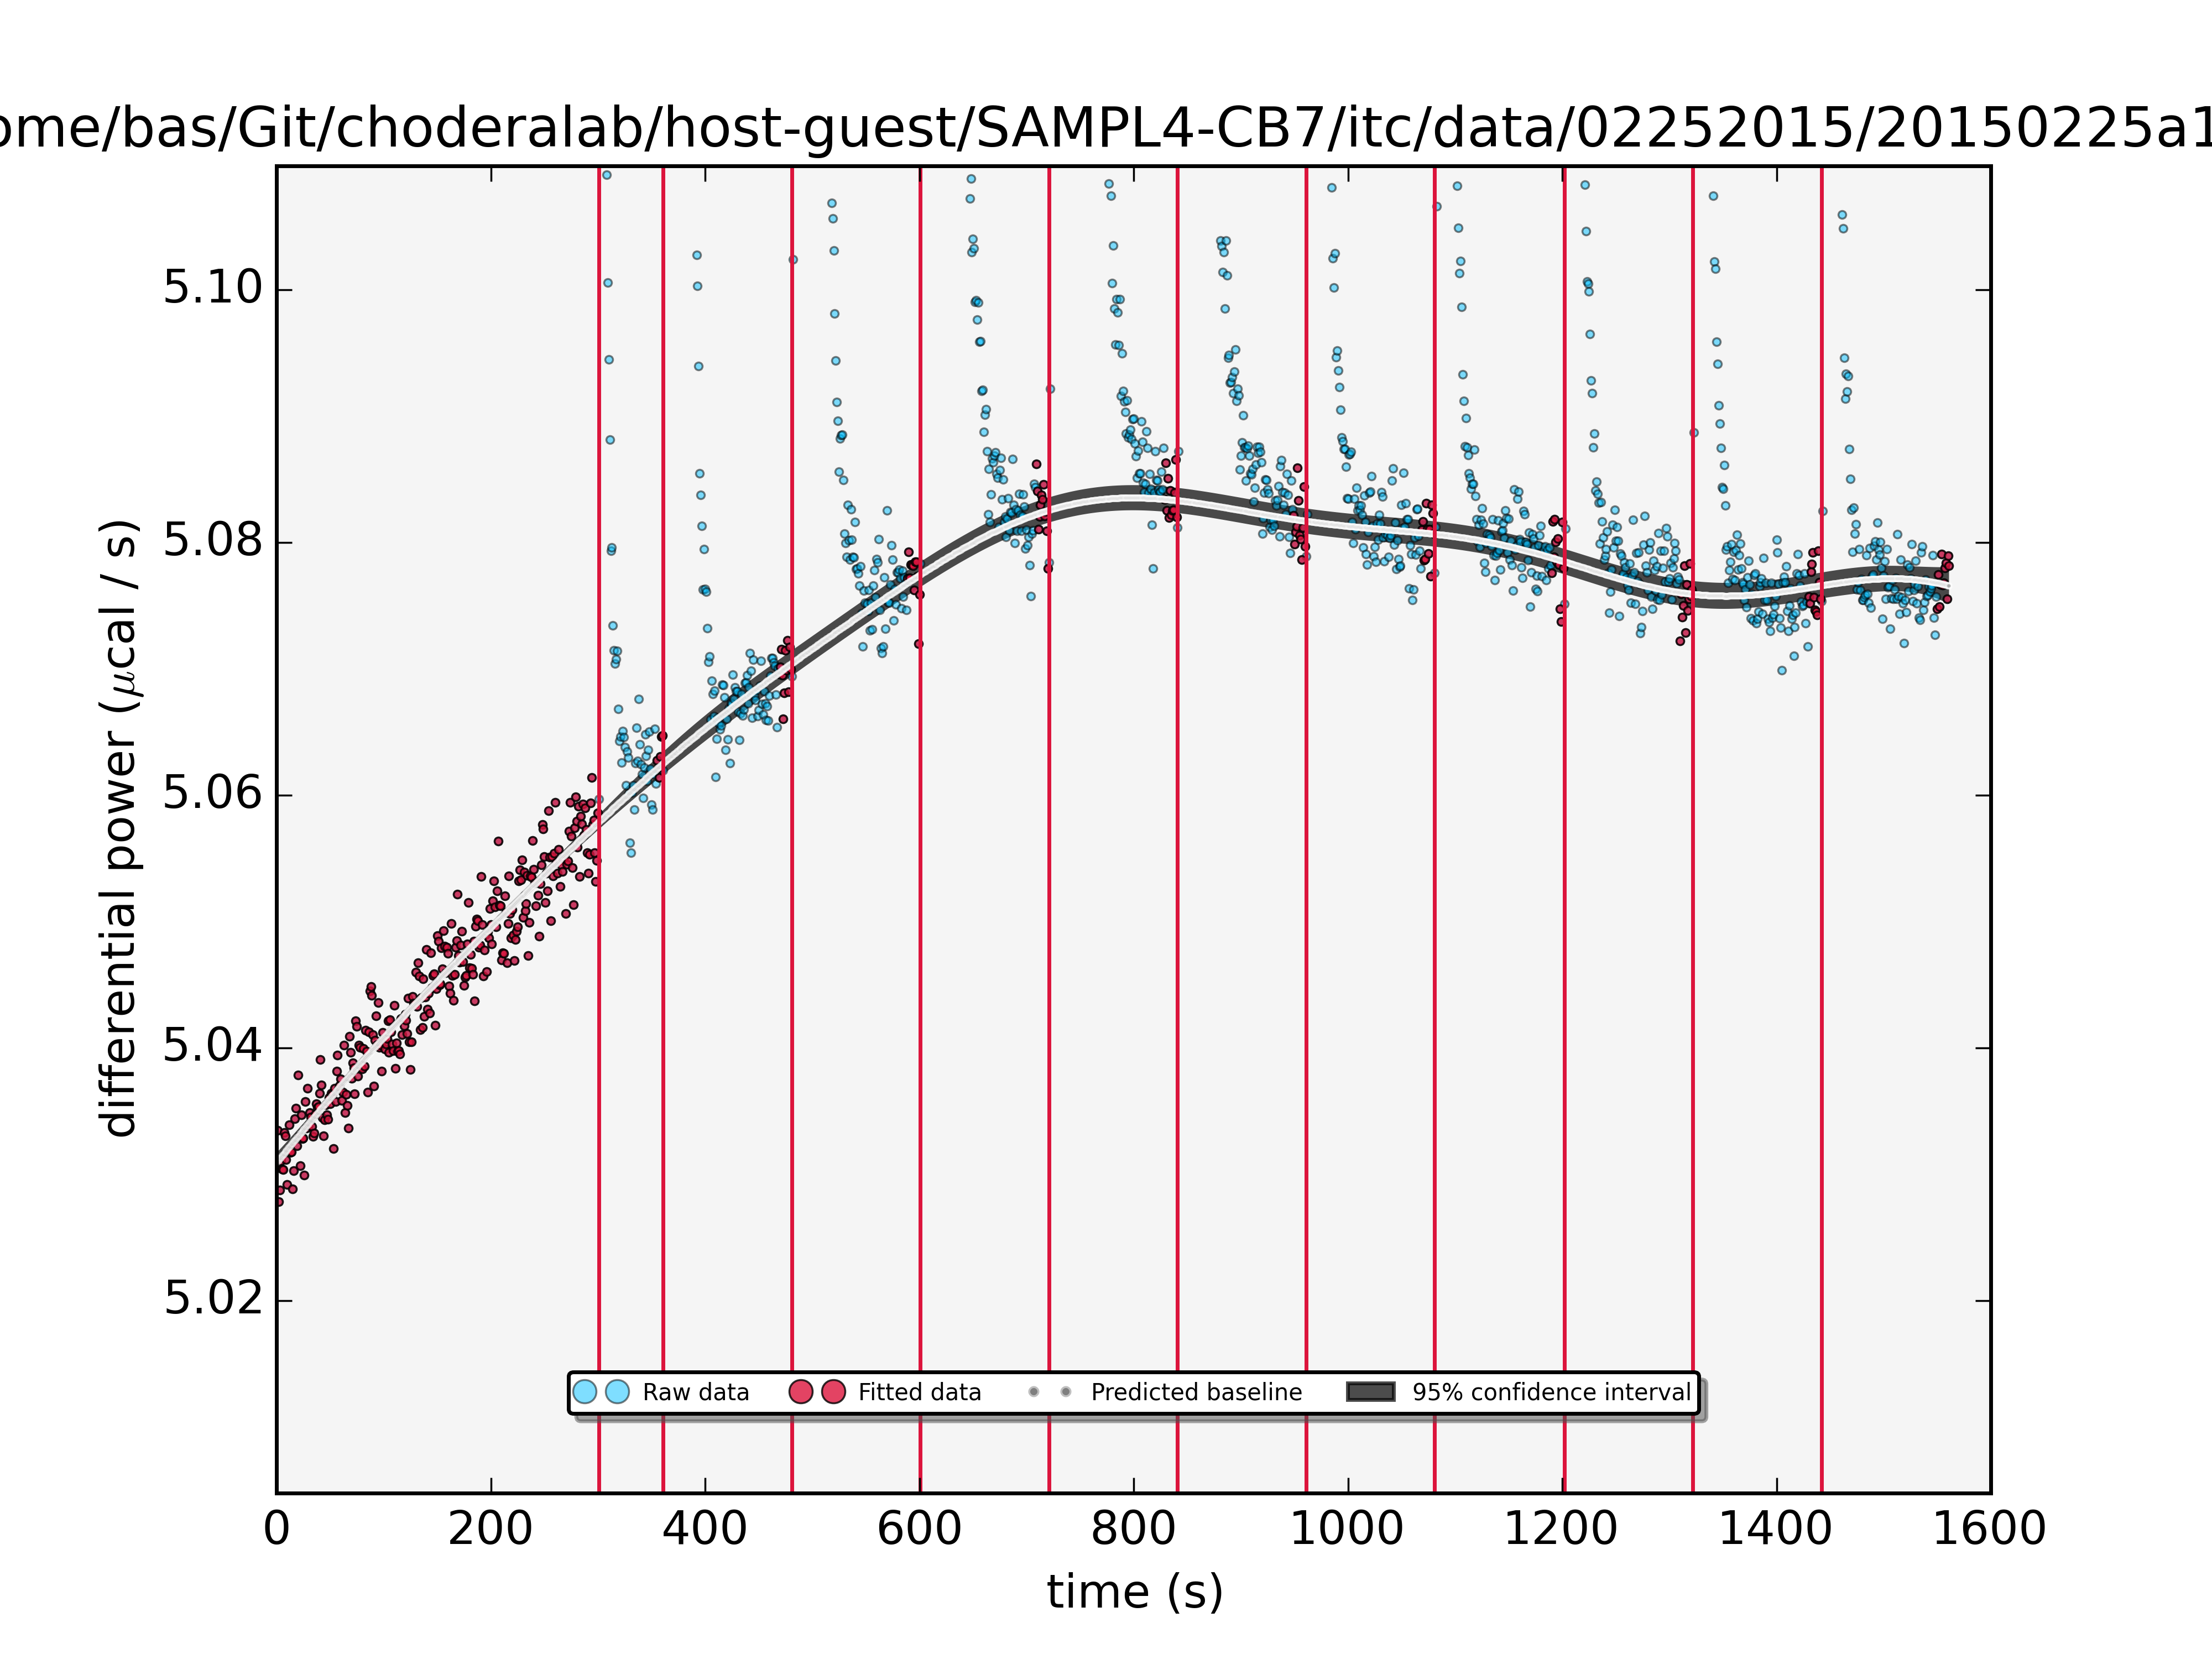 ome/bas/Git/choderalab/host-guest/SAMPL4-CB7/itc/data/02252015/20150225a1
5.10
5.08
5.06
5.04
5.02
differential power (μcal / s)
Raw data Fitted data Predicted baseline 95% confidence interval
0 200 400 600 800 1000 1200 1400 1600
time (s)